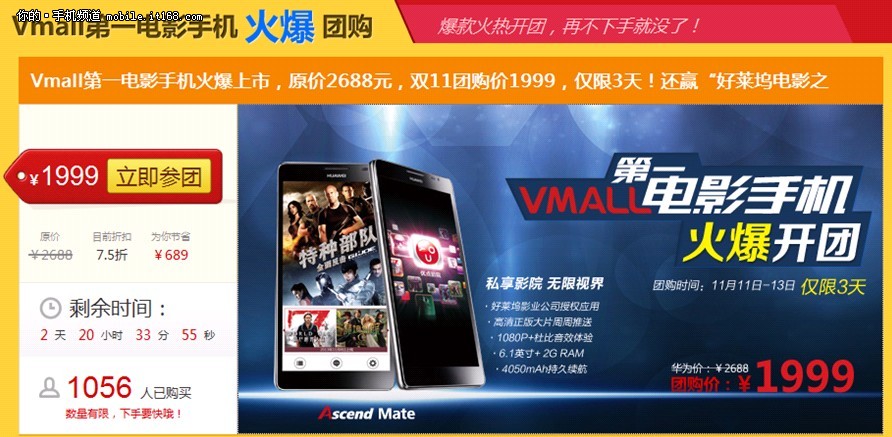 你的·手机频道 mobile.it168.com
Vmall第一电影手机 火爆 团购
爆款火热开团，再不下手就没了！
Vmall第一电影手机火爆上市，原价2688元，双11团购价1999，仅限3天！还赢“好莱坞电影之
¥1999 立即参团
原价 目前折扣 为你节省
¥2688 7.5折 ¥689
剩余时间：
2 天 20 小时 33 分 55 秒
1056 人已购买
数量有限，下手要快哦！
HUAWEI
HUAWEI
特种部队
全面反击 G.I.JOE
优点影院
第一
VMALL电影手机
火爆开团
团购时间：11月11日-13日 仅限3天
私享影院 无限视界
·好莱坞影业公司授权应用
·高清正版大片周周推送
·1080P+杜比音效体验
·6.1英寸+ 2G RAM
·4050mAh持久续航
华为价：¥2688
团购价：¥1999
Ascend Mate